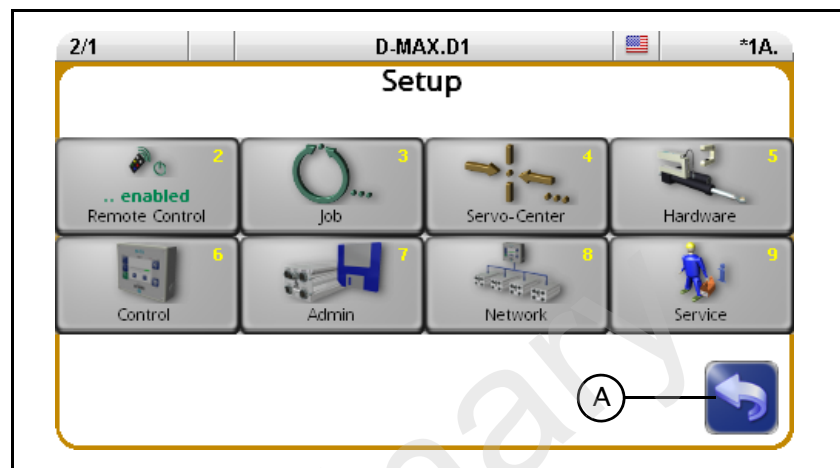 2/1 D-MAX.D1 *1A.
Setup
2 3 4 5
.. enabled
Remote Control Job Servo-Center Hardware
6 7 8 9
Control Admin Network Service
A